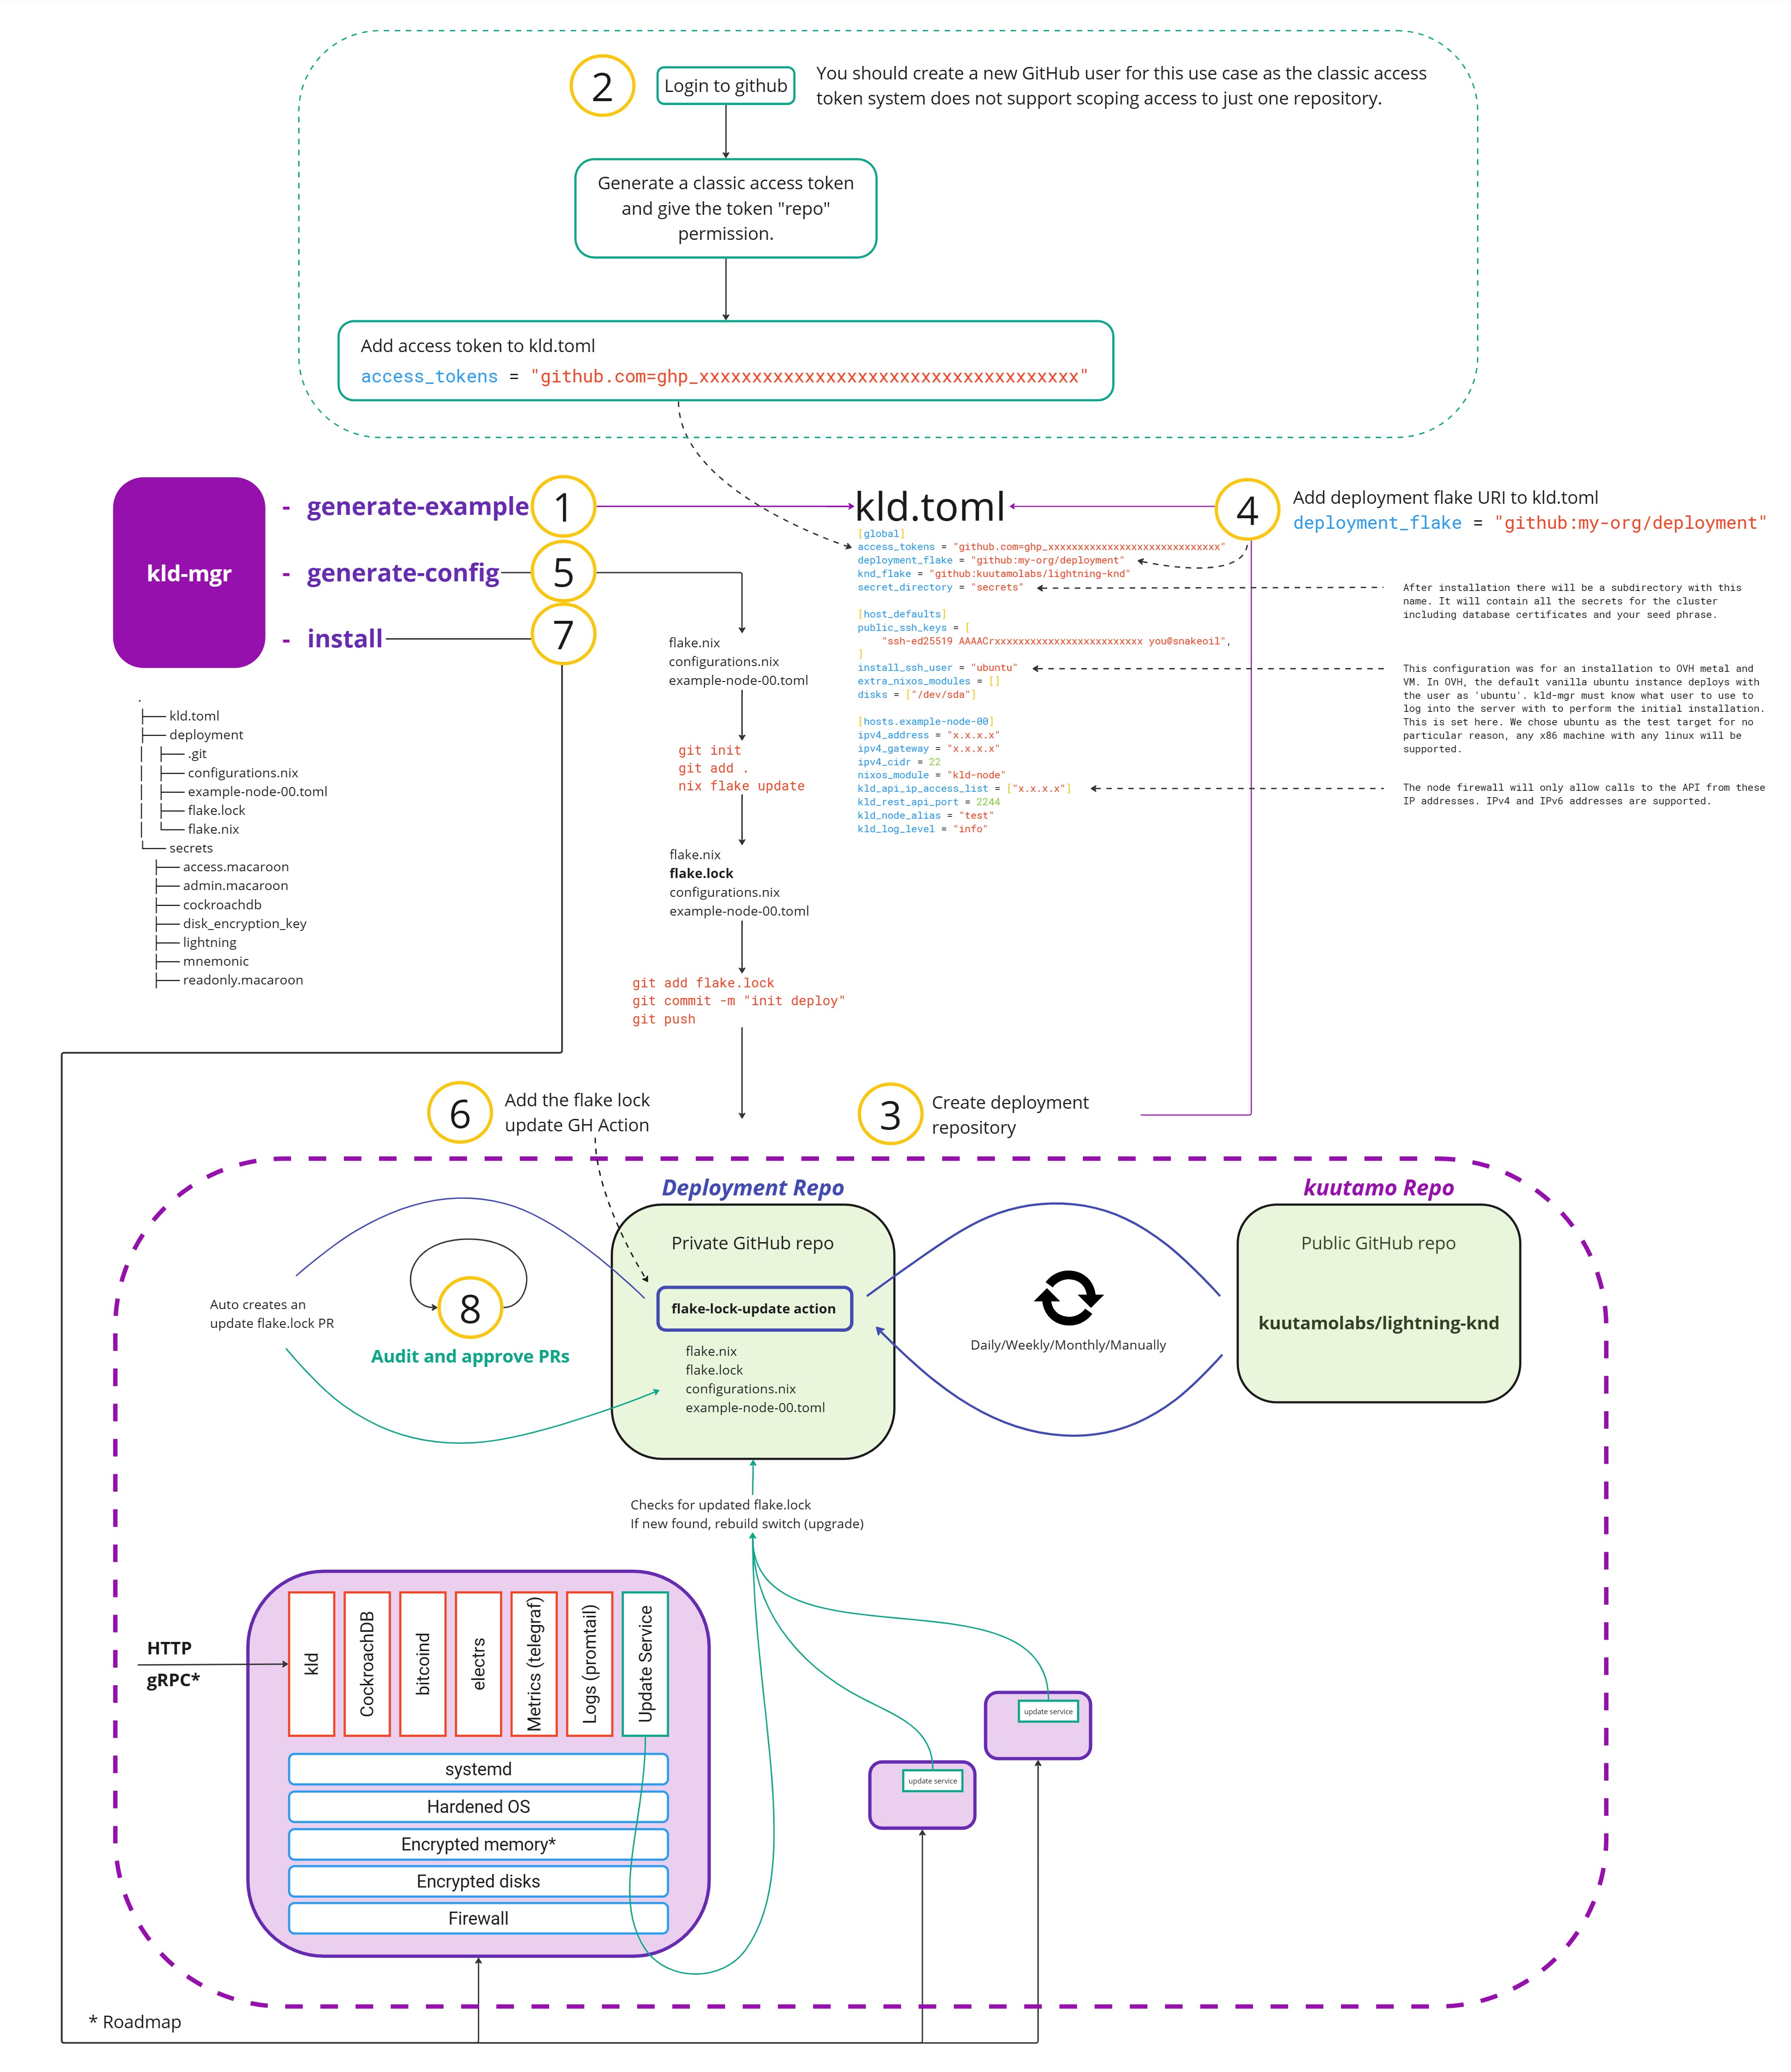 2
Login to github
You should create a new GitHub user for this use case as the classic access
token system does not support scoping access to just one repository.
Generate a classic access token
and give the token "repo"
permission.
Add access token to kld.toml
access_tokens = "github.com=ghp_xxxxxxxxxxxxxxxxxxxxxxxxxxxxxxxxxxxx"
kld-mgr
- generate-example
1
- generate-config
5
- install
7
kld.toml
[global]
access_tokens = "github.com=ghp_xxxxxxxxxxxxxxxxxxxxxxxxxxxxx"
deployment_flake = "github:my-org/deployment"
knd_flake = "github:kuutamolabs/lightning-knd"
secret_directory = "secrets"
[host_defaults]
public_ssh_keys = [
"ssh-ed25519 AAAACrxxxxxxxxxxxxxxxxxxxxxxxxx you@snakeoil",
]
install_ssh_user = "ubuntu"
extra_nixos_modules = []
disks = ["/dev/sda"]
[hosts.example-node-00]
ipv4_address = "x.x.x.x"
ipv4_gateway = "x.x.x.x"
ipv4_cidr = 22
nixos_module = "kld-node"
kld_api_ip_access_list = ["x.x.x.x"]
kld_rest_api_port = 2244
kld_node_alias = "test"
kld_log_level = "info"
4
Add deployment flake URI to kld.toml
deployment_flake = "github:my-org/deployment"
After installation there will be a subdirectory with this
name. It will contain all the secrets for the cluster
including database certificates and your seed phrase.
This configuration was for an installation to OVH metal and
VM. In OVH, the default vanilla ubuntu instance deploys with
the user as 'ubuntu'. kld-mgr must know what user to use to
log into the server with to perform the initial installation.
This is set here. We chose ubuntu as the test target for no
particular reason, any x86 machine with any linux will be
supported.
The node firewall will only allow calls to the API from these
IP addresses. IPv4 and IPv6 addresses are supported.
.
├── kld.toml
├── deployment
│ ├── .git
│ ├── configurations.nix
│ ├── example-node-00.toml
│ ├── flake.lock
│ └── flake.nix
└── secrets
├── access.macaroon
├── admin.macaroon
├── cockroachdb
├── disk_encryption_key
├── lightning
├── mnemonic
├── readonly.macaroon
flake.nix
configurations.nix
example-node-00.toml
git init
git add .
nix flake update
flake.nix
flake.lock
configurations.nix
example-node-00.toml
git add flake.lock
git commit -m "init deploy"
git push
6
Add the flake lock
update GH Action
3
Create deployment
repository
Deployment Repo
kuutamo Repo
Private GitHub repo
flake-lock-update action
flake.nix
flake.lock
configurations.nix
example-node-00.toml
Public GitHub repo
kuutamolabs/lightning-knd
Auto creates an
update flake.lock PR
8
Audit and approve PRs
Daily/Weekly/Monthly/Manually
Checks for updated flake.lock
If new found, rebuild switch (upgrade)
HTTP
gRPC*
kld
CockroachDB
bitcoind
electrs
Metrics (telegraf)
Logs (promtail)
Update Service
systemd
Hardened OS
Encrypted memory*
Encrypted disks
Firewall
update service
update service
* Roadmap